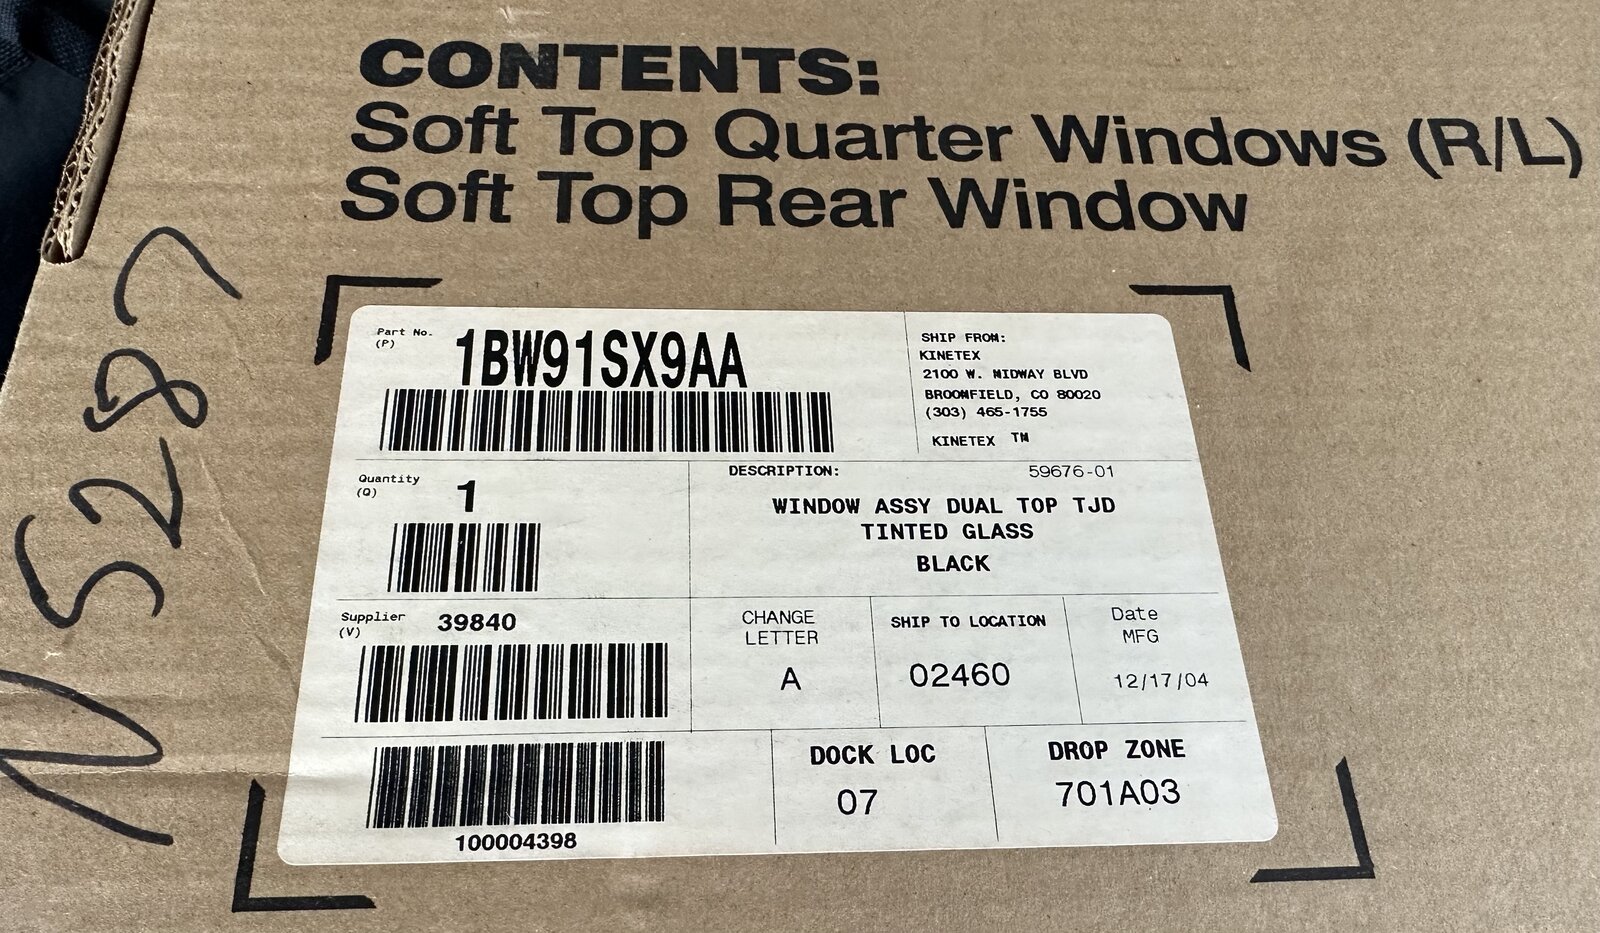 CONTENTS:
Soft Top Quarter Windows (R/L)
Soft Top Rear Window
N 5287
Part No.
(P)
1BW91SX9AA
SHIP FROM:
KINETEX
2100 W. MIDWAY BLVD
BROOMFIELD, CO 80020
(303) 465-1755
KINETEX TM
Quantity
(Q)
1
DESCRIPTION: 59676-01
WINDOW ASSY DUAL TOP TJD
TINTED GLASS
BLACK
Supplier
(V)
39840
CHANGE
LETTER
A
SHIP TO LOCATION
02460
Date
MFG
12/17/04
100004398
DOCK LOC
07
DROP ZONE
701A03